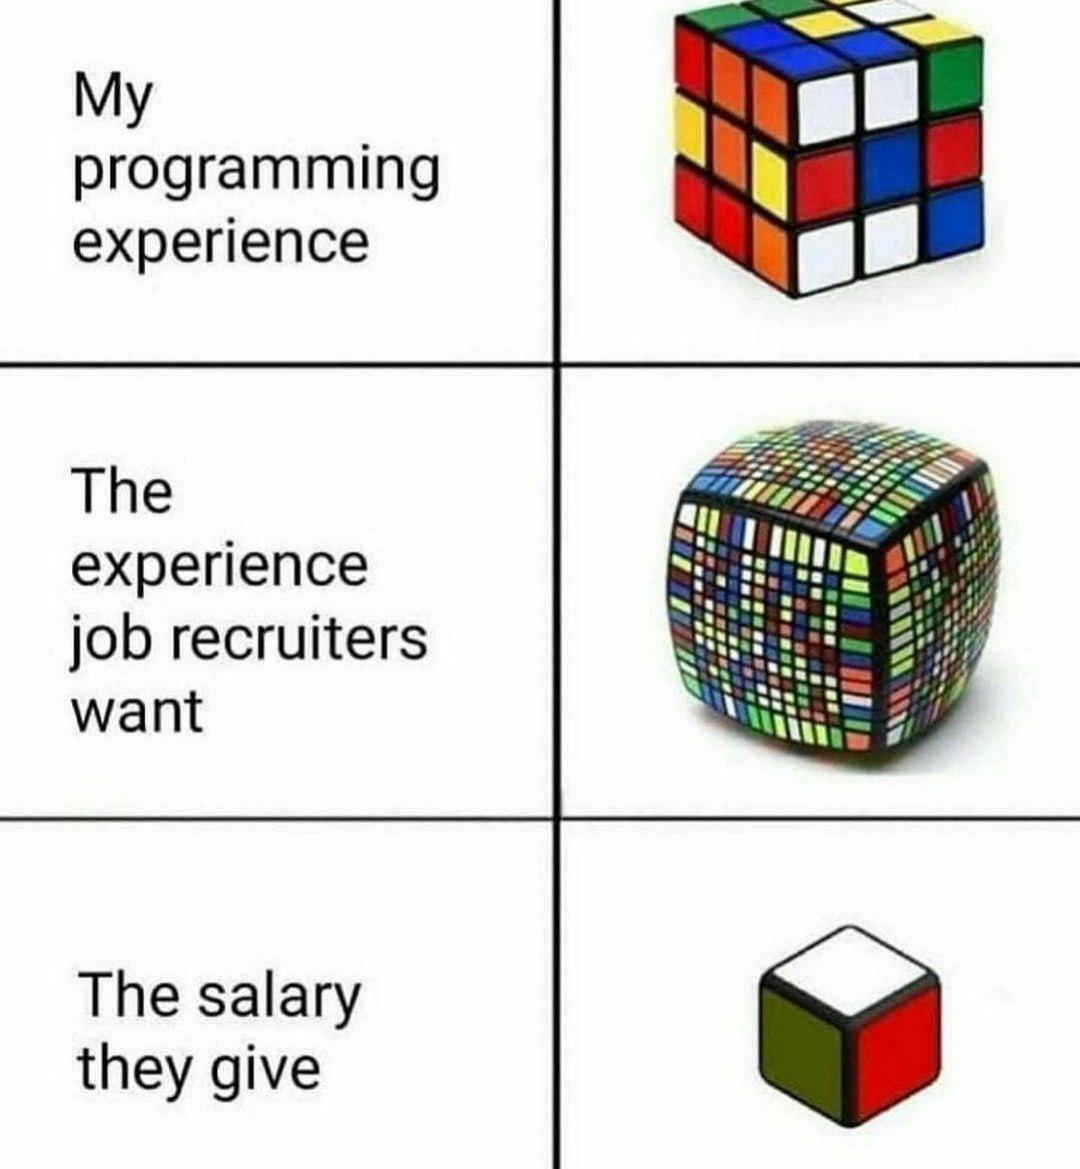 My
programming
experience
The
experience
job recruiters
want
The salary
they give